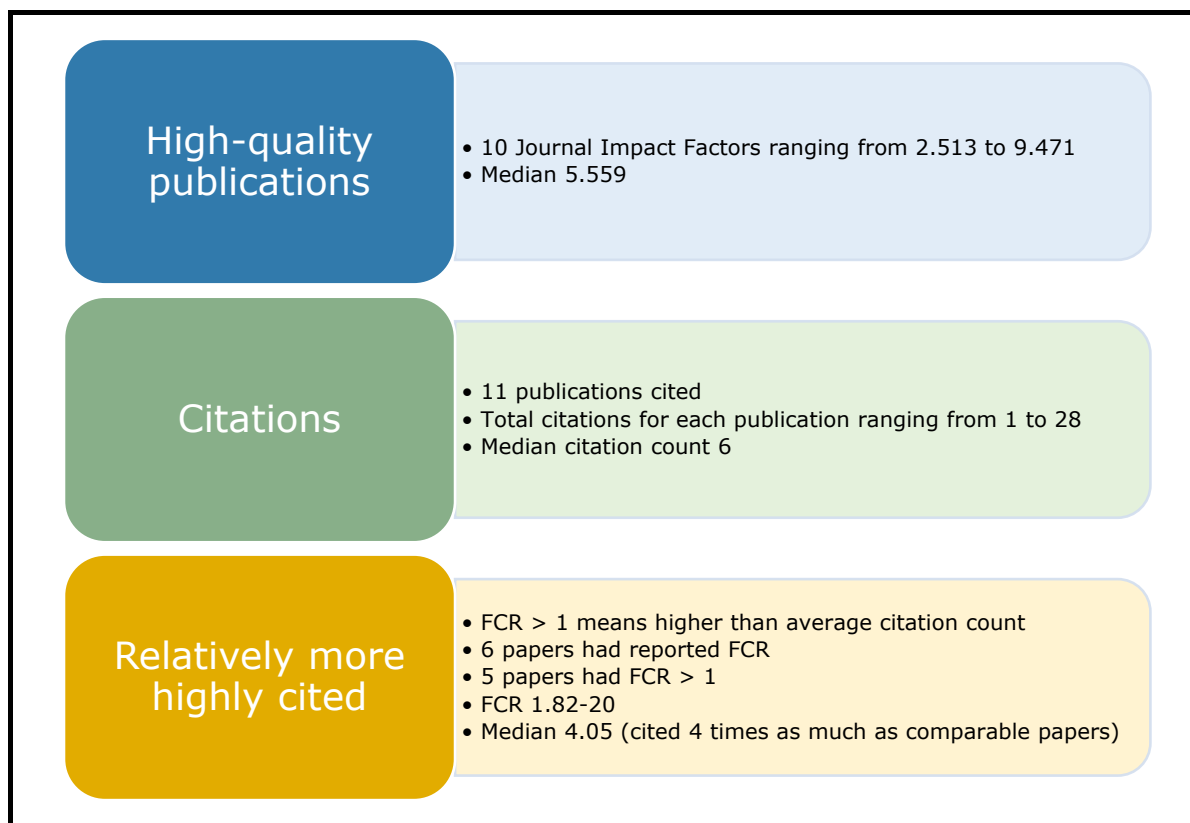 High-quality
publications
• 10 Journal Impact Factors ranging from 2.513 to 9.471
• Median 5.559
Citations
• 11 publications cited
• Total citations for each publication ranging from 1 to 28
• Median citation count 6
Relatively more
highly cited
• FCR > 1 means higher than average citation count
• 6 papers had reported FCR
• 5 papers had FCR > 1
• FCR 1.82-20
• Median 4.05 (cited 4 times as much as comparable papers)